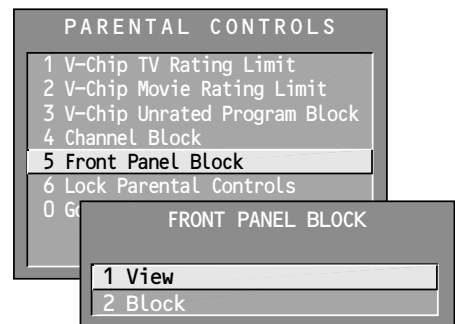 PARENTAL CONTROLS
1 V-Chip TV Rating Limit
2 V-Chip Movie Rating Limit
3 V-Chip Unrated Program Block
4 Channel Block
5 Front Panel Block
6 Lock Parental Controls
0
FRONT PANEL BLOCK
1 View
2 Block